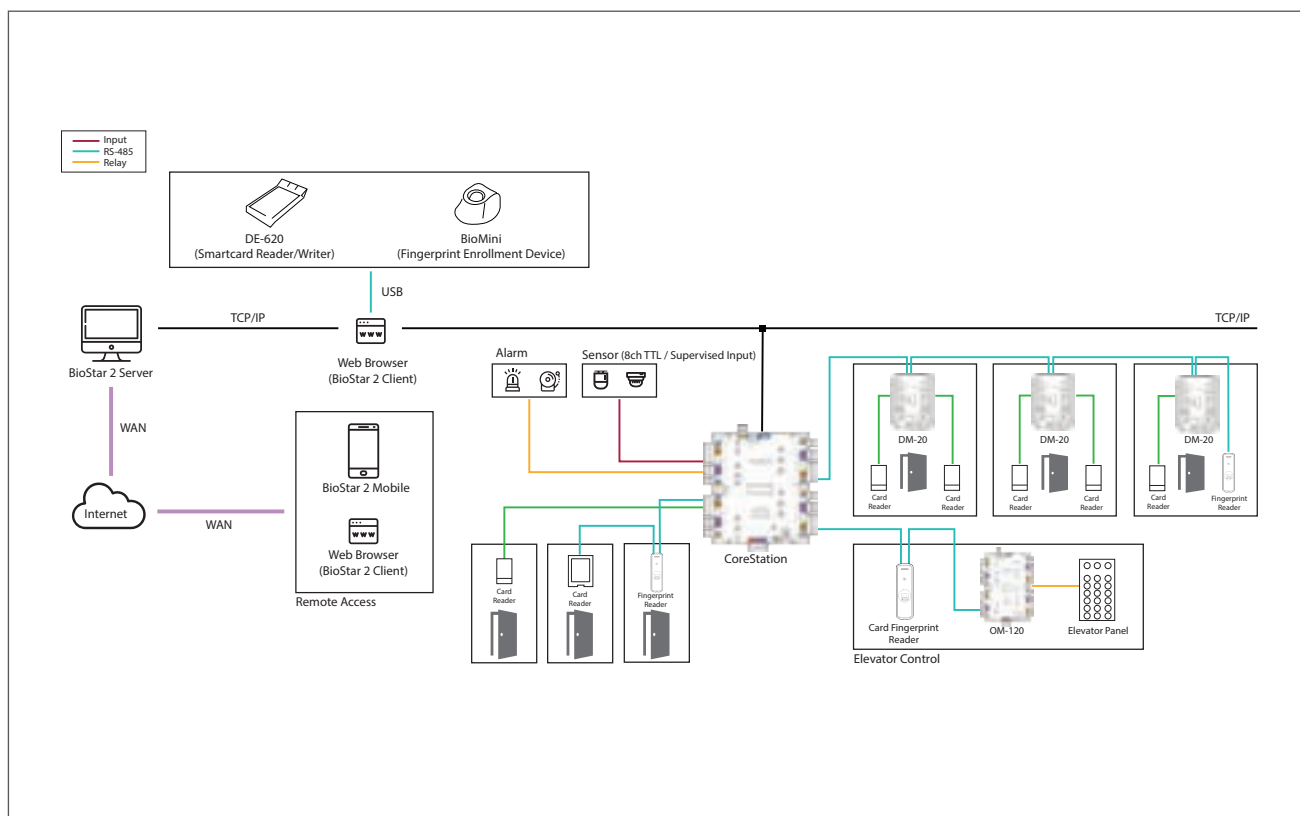 Input
RS-485
Relay
DE-620
(Smartcard Reader/Writer)
BioMini
(Fingerprint Enrollment Device)
USB
TCP/IP
TCP/IP
WWW
BioStar 2 Server
Web Browser
(BioStar 2 Client)
Alarm
Sensor (8ch TTL / Supervised Input)
WAN
DM-20
DM-20
DM-20
BioStar 2 Mobile
Card
Reader
Card
Reader
Card
Reader
Card
Reader
Card
Reader
Fingerprint
Reader
Internet
WAN
WWW
Web Browser
(BioStar 2 Client)
Remote Access
CoreStation
Card
Reader
Card
Reader
Fingerprint
Reader
Card Fingerprint
Reader
OM-120
Elevator Panel
Elevator Control